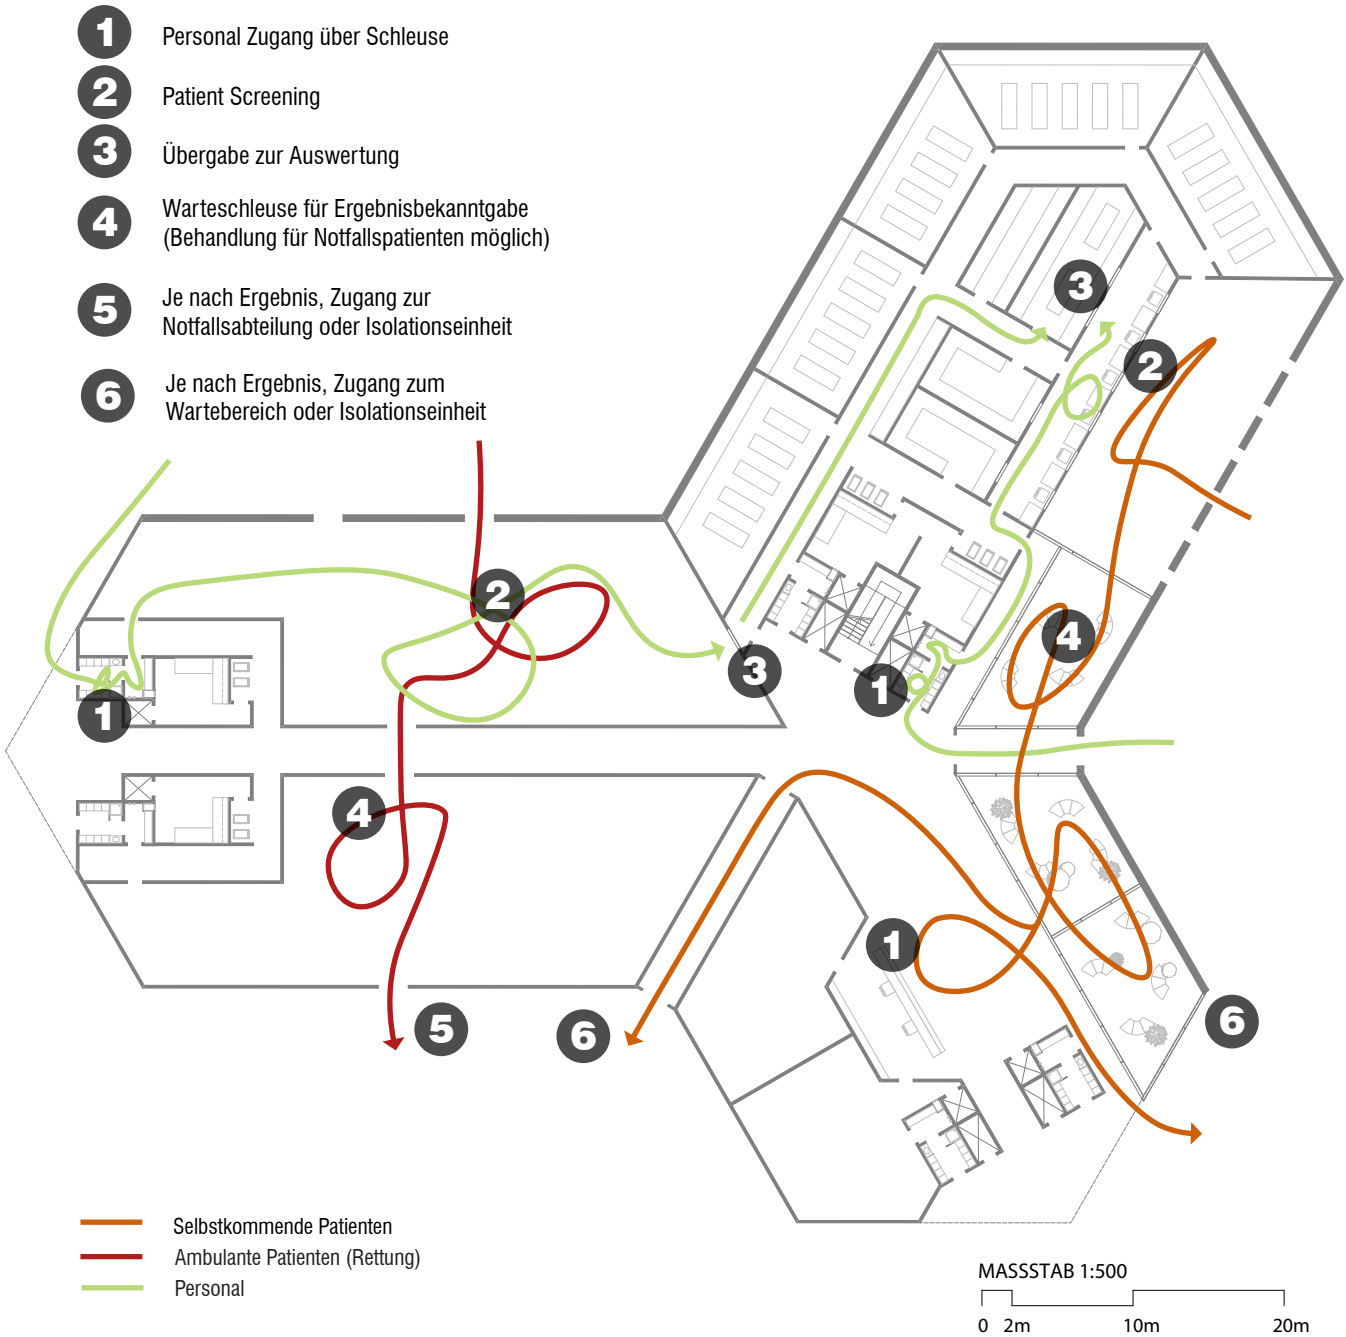 1 Personal Zugang über Schleuse
2 Patient Screening
3 Übergabe zur Auswertung
4 Warteschleuse für Ergebnisbekanntgabe
(Behandlung für Notfallspatienten möglich)
5 Je nach Ergebnis, Zugang zur
Notfallsabteilung oder Isolationseinheit
6 Je nach Ergebnis, Zugang zum
Wartebereich oder Isolationseinheit
3
2
2
4
3
1
1
4
1
5
6
6
Selbstkommende Patienten
Ambulante Patienten (Rettung)
Personal
MASSSTAB 1:500
0 2m 10m 20m